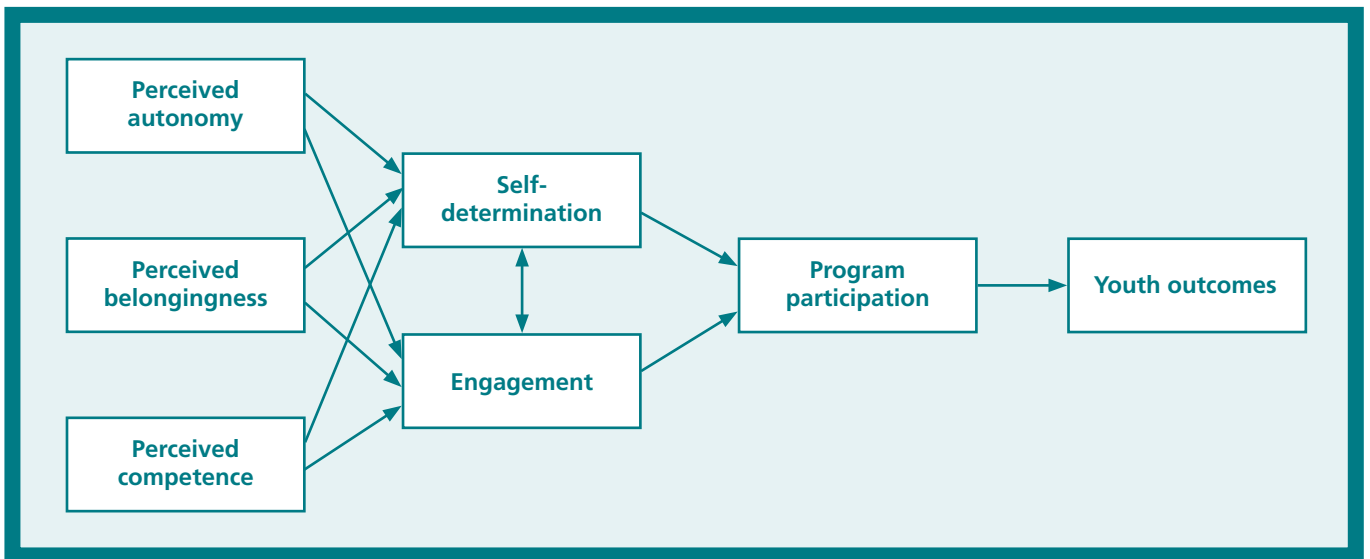 Perceived
autonomy
Self-
determination
Perceived
belongingness
Program
participation
Youth outcomes
Engagement
Perceived
competence